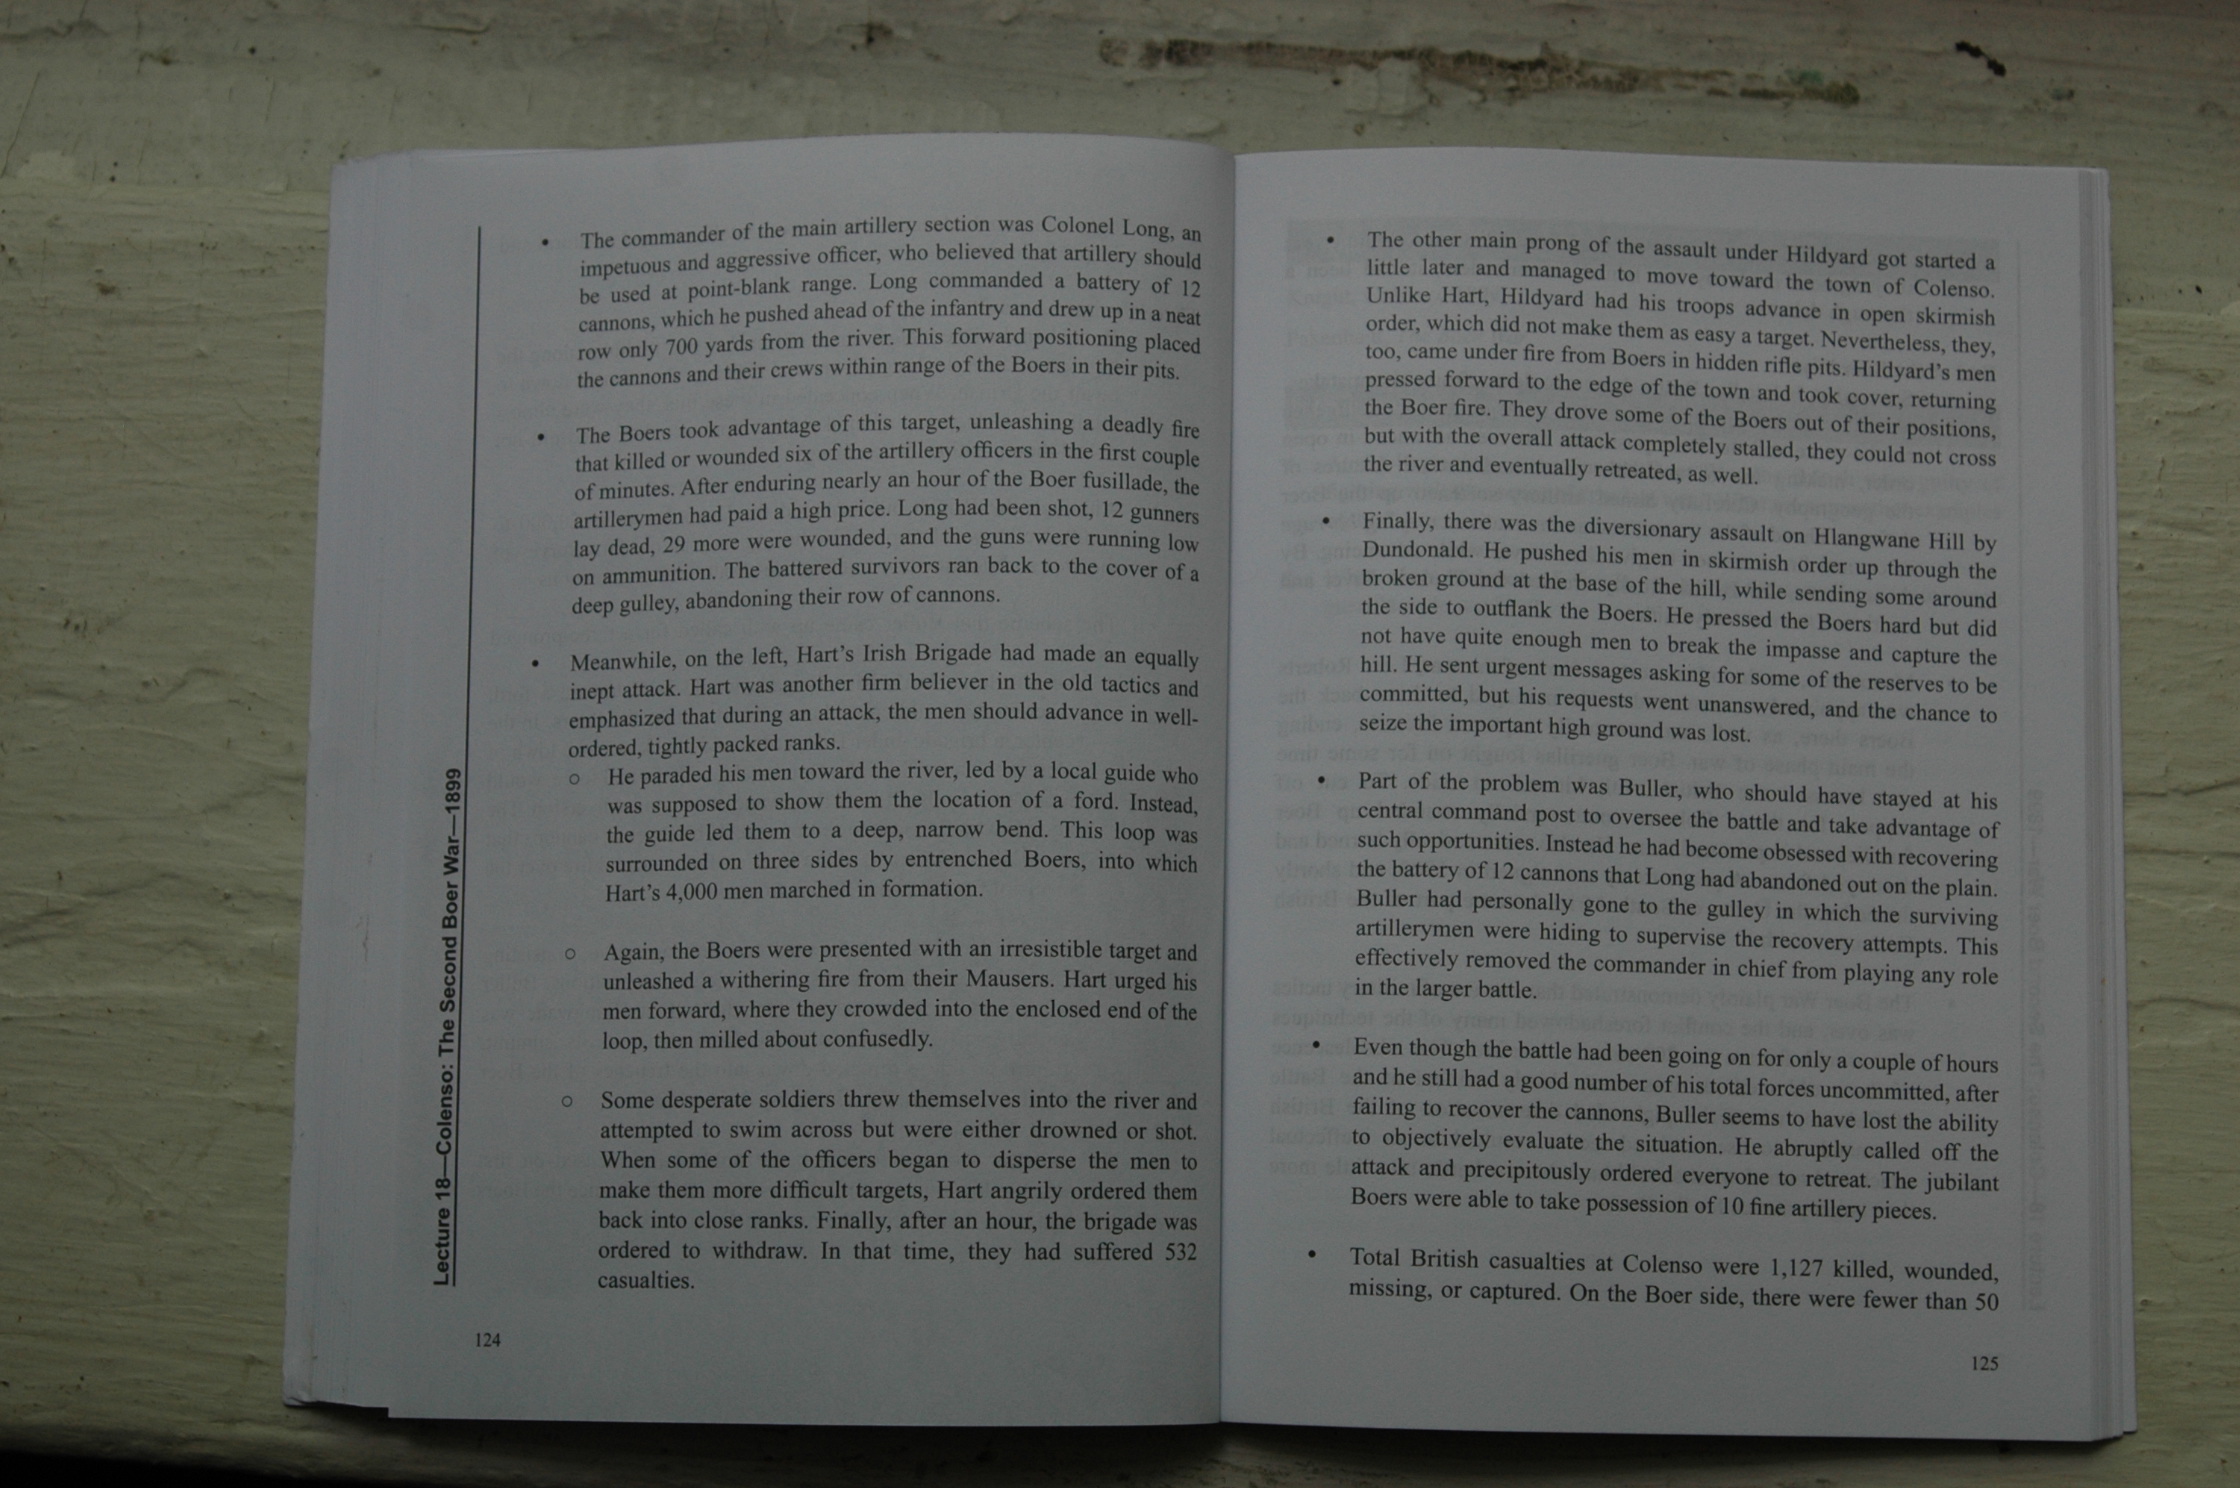 Lecture 18—Colenso: The Second Boer War—1899
• The commander of the main artillery section was Colonel Long, an
impetuous and aggressive officer, who believed that artillery should
be used at point-blank range. Long commanded a battery of 12
cannons, which he pushed ahead of the infantry and drew up in a neat
row only 700 yards from the river. This forward positioning placed
the cannons and their crews within range of the Boers in their pits.
• The Boers took advantage of this target, unleashing a deadly fire
that killed or wounded six of the artillery officers in the first couple
of minutes. After enduring nearly an hour of the Boer fusillade, the
artillerymen had paid a high price. Long had been shot, 12 gunners
lay dead, 29 more were wounded, and the guns were running low
on ammunition. The battered survivors ran back to the cover of a
deep gulley, abandoning their row of cannons.
• Meanwhile, on the left, Hart's Irish Brigade had made an equally
inept attack. Hart was another firm believer in the old tactics and
emphasized that during an attack, the men should advance in well-
ordered, tightly packed ranks.
○ He paraded his men toward the river, led by a local guide who
was supposed to show them the location of a ford. Instead,
the guide led them to a deep, narrow bend. This loop was
surrounded on three sides by entrenched Boers, into which
Hart's 4,000 men marched in formation.
○ Again, the Boers were presented with an irresistible target and
unleashed a withering fire from their Mausers. Hart urged his
men forward, where they crowded into the enclosed end of the
loop, then milled about confusedly.
○ Some desperate soldiers threw themselves into the river and
attempted to swim across but were either drowned or shot.
When some of the officers began to disperse the men to
make them more difficult targets, Hart angrily ordered them
back into close ranks. Finally, after an hour, the brigade was
ordered to withdraw. In that time, they had suffered 532
casualties.
124
• The other main prong of the assault under Hildyard got started a
little later and managed to move toward the town of Colenso.
Unlike Hart, Hildyard had his troops advance in open skirmish
order, which did not make them as easy a target. Nevertheless, they,
too, came under fire from Boers in hidden rifle pits. Hildyard's men
pressed forward to the edge of the town and took cover, returning
the Boer fire. They drove some of the Boers out of their positions,
but with the overall attack completely stalled, they could not cross
the river and eventually retreated, as well.
• Finally, there was the diversionary assault on Hlangwane Hill by
Dundonald. He pushed his men in skirmish order up through the
broken ground at the base of the hill, while sending some around
the side to outflank the Boers. He pressed the Boers hard but did
not have quite enough men to break the impasse and capture the
hill. He sent urgent messages asking for some of the reserves to be
committed, but his requests went unanswered, and the chance to
seize the important high ground was lost.
• Part of the problem was Buller, who should have stayed at his
central command post to oversee the battle and take advantage of
such opportunities. Instead he had become obsessed with recovering
the battery of 12 cannons that Long had abandoned out on the plain.
Buller had personally gone to the gulley in which the surviving
artillerymen were hiding to supervise the recovery attempts. This
effectively removed the commander in chief from playing any role
in the larger battle.
• Even though the battle had been going on for only a couple of hours
and he still had a good number of his total forces uncommitted, after
failing to recover the cannons, Buller seems to have lost the ability
to objectively evaluate the situation. He abruptly called off the
attack and precipitously ordered everyone to retreat. The jubilant
Boers were able to take possession of 10 fine artillery pieces.
• Total British casualties at Colenso were 1,127 killed, wounded,
missing, or captured. On the Boer side, there were fewer than 50
125